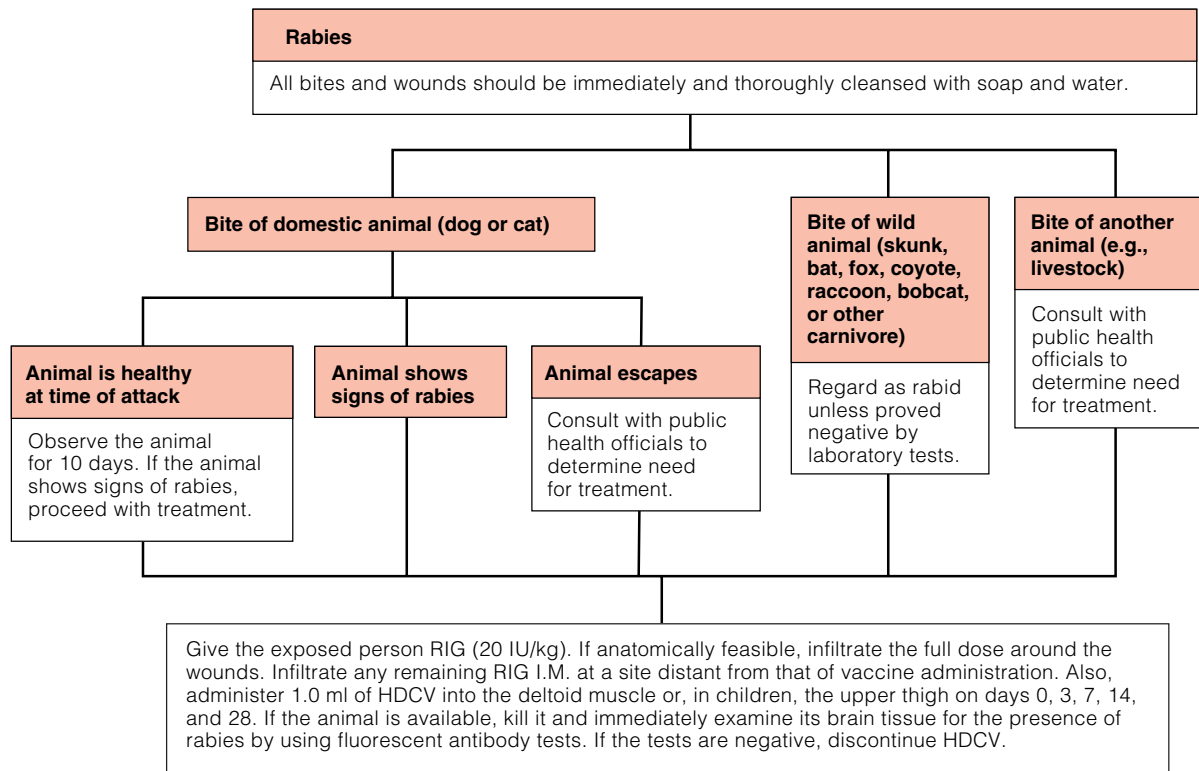 Rabies
All bites and wounds should be immediately and thoroughly cleansed with soap and water.
Bite of domestic animal (dog or cat)
Bite of wild
animal (skunk,
bat, fox, coyote,
raccoon, bobcat,
or other
carnivore)
Regard as rabid
unless proved
negative by
laboratory tests.
Bite of another
animal (e.g.,
livestock)
Consult with
public health
officials to
determine need
for treatment.
Animal is healthy
at time of attack
Observe the animal
for 10 days. If the animal
shows signs of rabies,
proceed with treatment.
Animal shows
signs of rabies
Animal escapes
Consult with public
health officials to
determine need
for treatment.
Give the exposed person RIG (20 IU/kg). If anatomically feasible, infiltrate the full dose around the
wounds. Infiltrate any remaining RIG I.M. at a site distant from that of vaccine administration. Also,
administer 1.0 ml of HDCV into the deltoid muscle or, in children, the upper thigh on days 0, 3, 7, 14,
and 28. If the animal is available, kill it and immediately examine its brain tissue for the presence of
rabies by using fluorescent antibody tests. If the tests are negative, discontinue HDCV.